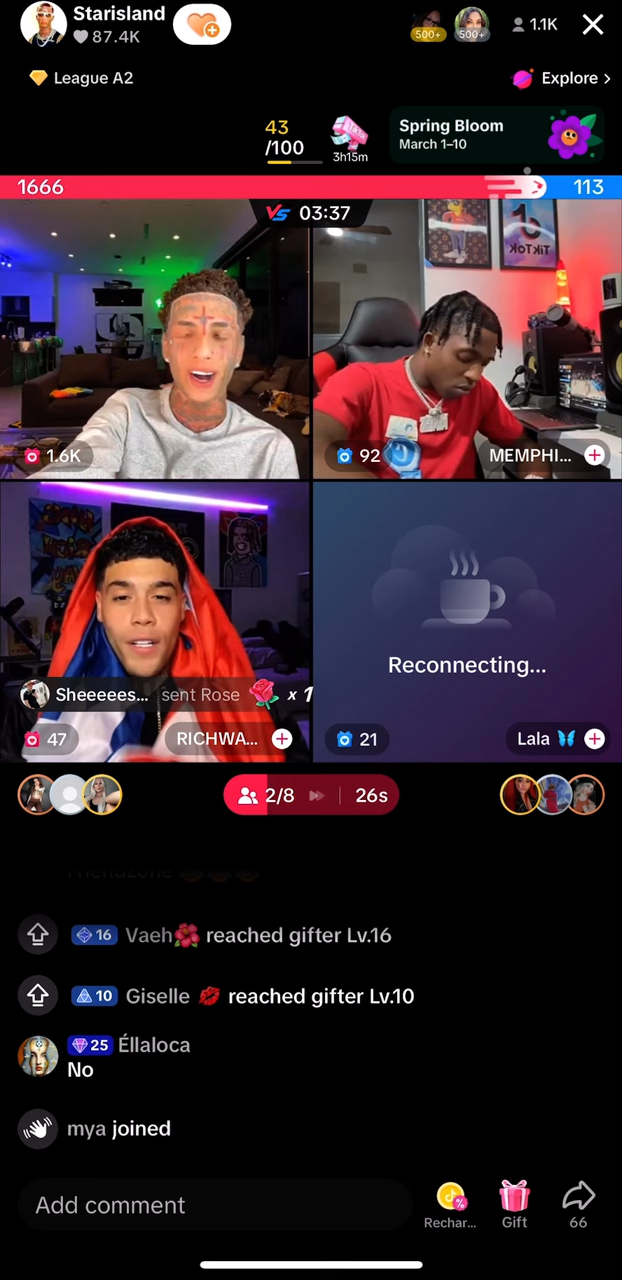 Starisland
87.4K
500+
500+
1.1K
League A2
Explore >
43
/100
3h15m
Spring Bloom
March 1–10
1666
113
VS 03:37
TikTok
1.6K
92
MEMPHI...
Reconnecting...
Sheeeees... sent Rose x 1
47
RICHWA...
21
Lala
2/8
26s
16 Vaeh reached gifter Lv.16
10 Giselle reached gifter Lv.10
25 Éllaloca
No
mya joined
Add comment
Rechar...
Gift
66